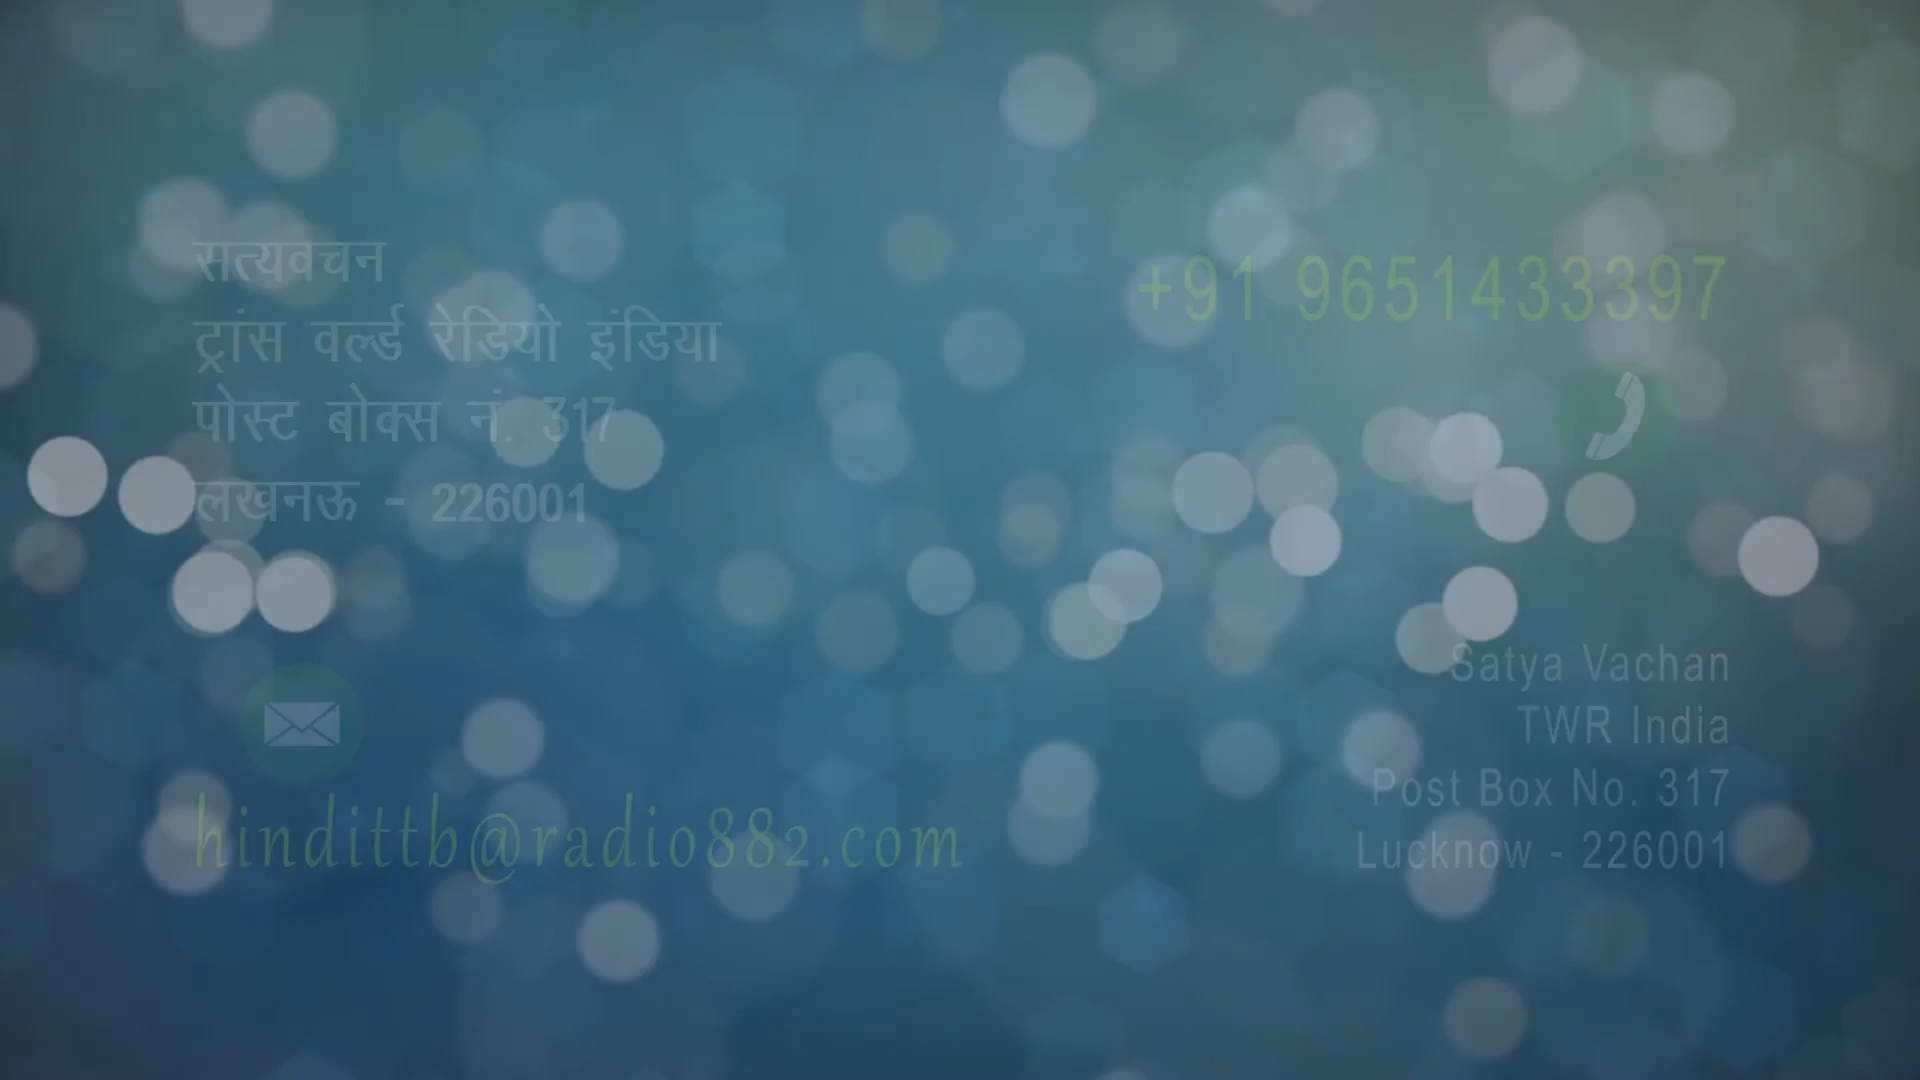 सत्यवचन
ट्रांस वर्ल्ड रेडियो इंडिया
पोस्ट बोक्स नं. 317
लखनऊ - 226001
+91 9651433397
hindittb@radio882.com
Satya Vachan
TWR India
Post Box No. 317
Lucknow - 226001